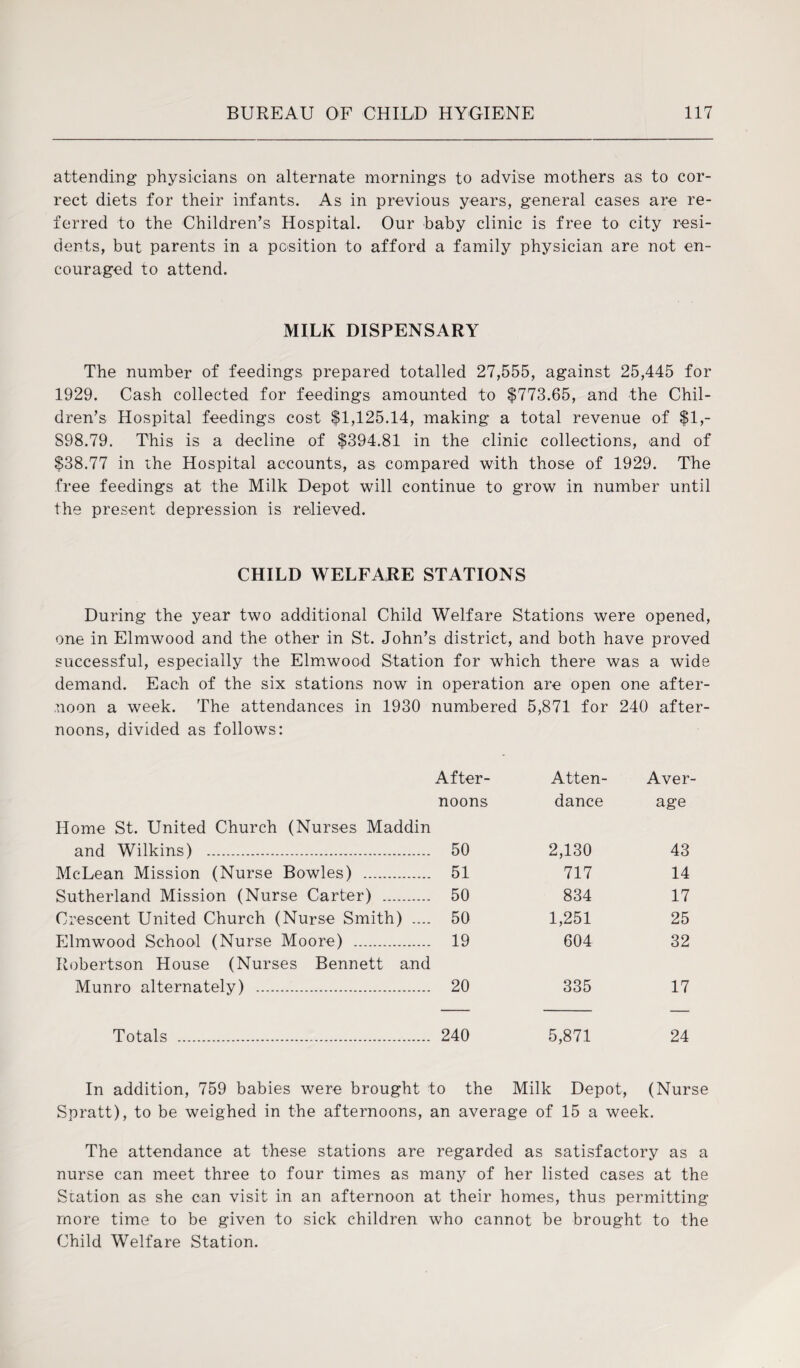 BUREAU OF CHILD HYGIENE 117
attending physicians on alternate mornings to advise mothers as to cor-
rect diets for their infants. As in previous years, general cases are re-
ferred to the Children's Hospital. Our baby clinic is free to city resi-
dents, but parents in a position to afford a family physician are not en-
couraged to attend.
MILK DISPENSARY
The number of feedings prepared totalled 27,555, against 25,445 for
1929. Cash collected for feedings amounted to $773.65, and the Chil-
dren's Hospital feedings cost $1,125.14, making a total revenue of $1,-
898.79. This is a decline of $394.81 in the clinic collections, and of
$38.77 in the Hospital accounts, as compared with those of 1929. The
free feedings at the Milk Depot will continue to grow in number until
the present depression is relieved.
CHILD WELFARE STATIONS
During the year two additional Child Welfare Stations were opened,
one in Elmwood and the other in St. John's district, and both have proved
successful, especially the Elmwood Station for which there was a wide
demand. Each of the six stations now in operation are open one after-
noon a week. The attendances in 1930 numbered 5,871 for 240 after-
noons, divided as follows:
After- Atten- Aver-
noons dance age
Home St. United Church (Nurses Maddin
and Wilkins) .......... 50 2,130 43
McLean Mission (Nurse Bowles) .......... 51 717 14
Sutherland Mission (Nurse Carter) .......... 50 834 17
Crescent United Church (Nurse Smith) .... 50 1,251 25
Elmwood School (Nurse Moore) .......... 19 604 32
Robertson House (Nurses Bennett and
Munro alternately) .......... 20 335 17
Totals .......... 240 5,871 24
In addition, 759 babies were brought to the Milk Depot, (Nurse
Spratt), to be weighed in the afternoons, an average of 15 a week.
The attendance at these stations are regarded as satisfactory as a
nurse can meet three to four times as many of her listed cases at the
Station as she can visit in an afternoon at their homes, thus permitting
more time to be given to sick children who cannot be brought to the
Child Welfare Station.